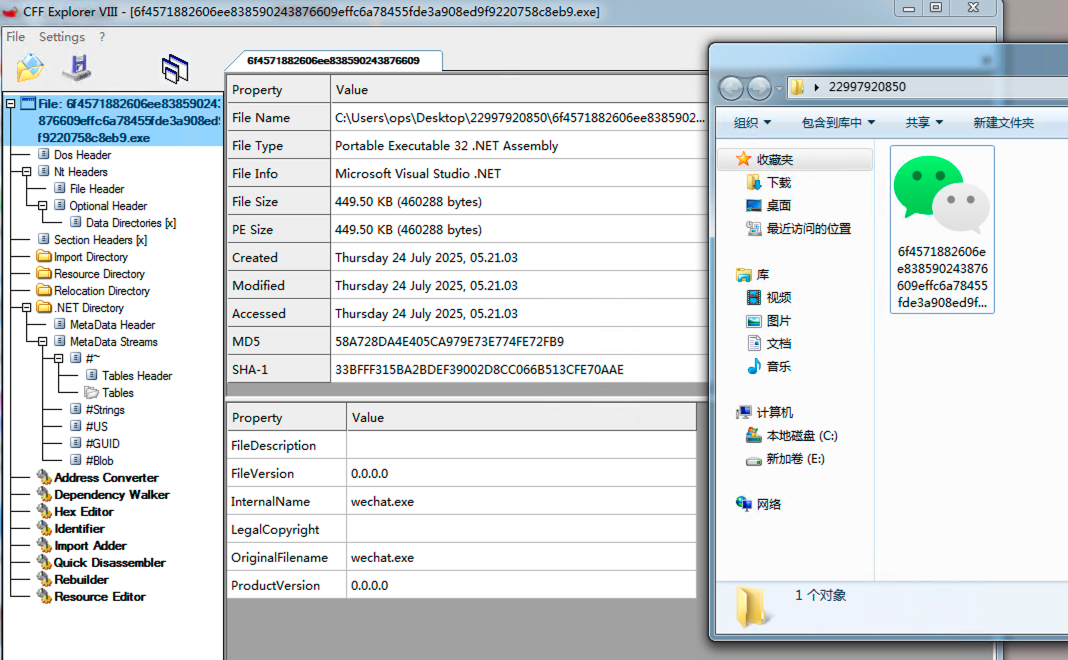 CFF Explorer VIII - [6f4571882606ee838590243876609effc6a78455fde3a908ed9f9220758c8eb9.exe]
File Settings ?
File: 6f4571882606ee83859024
876609effc6a78455fde3a908ed
f9220758c8eb9.exe
Dos Header
Nt Headers
File Header
Optional Header
Data Directories [x]
Section Headers [x]
Import Directory
Resource Directory
Relocation Directory
.NET Directory
MetaData Header
MetaData Streams
#~
Tables Header
Tables
#Strings
#US
#GUID
#Blob
Address Converter
Dependency Walker
Hex Editor
Identifier
Import Adder
Quick Disassembler
Rebuilder
Resource Editor
6f4571882606ee838590243876609
Property Value
File Name C:\Users\ops\Desktop\22997920850\6f4571882606ee8385902...
File Type Portable Executable 32 .NET Assembly
File Info Microsoft Visual Studio .NET
File Size 449.50 KB (460288 bytes)
PE Size 449.50 KB (460288 bytes)
Created Thursday 24 July 2025, 05.21.03
Modified Thursday 24 July 2025, 05.21.03
Accessed Thursday 24 July 2025, 05.21.03
MD5 58A728DA4E405CA979E73E774FE72FB9
SHA-1 33BFFF315BA2BDEF39002D8CC066B513CFE70AAE
Property Value
FileDescription
FileVersion 0.0.0.0
InternalName wechat.exe
LegalCopyright
OriginalFilename wechat.exe
ProductVersion 0.0.0.0
22997920850
组织 包含到库中 共享 新建文件夹
收藏夹
下载
桌面
最近访问的位置
库
视频
图片
文档
音乐
计算机
本地磁盘 (C:)
新加卷 (E:)
网络
6f4571882606e
e838590243876
609effc6a78455
fde3a908ed9f...
1 个对象